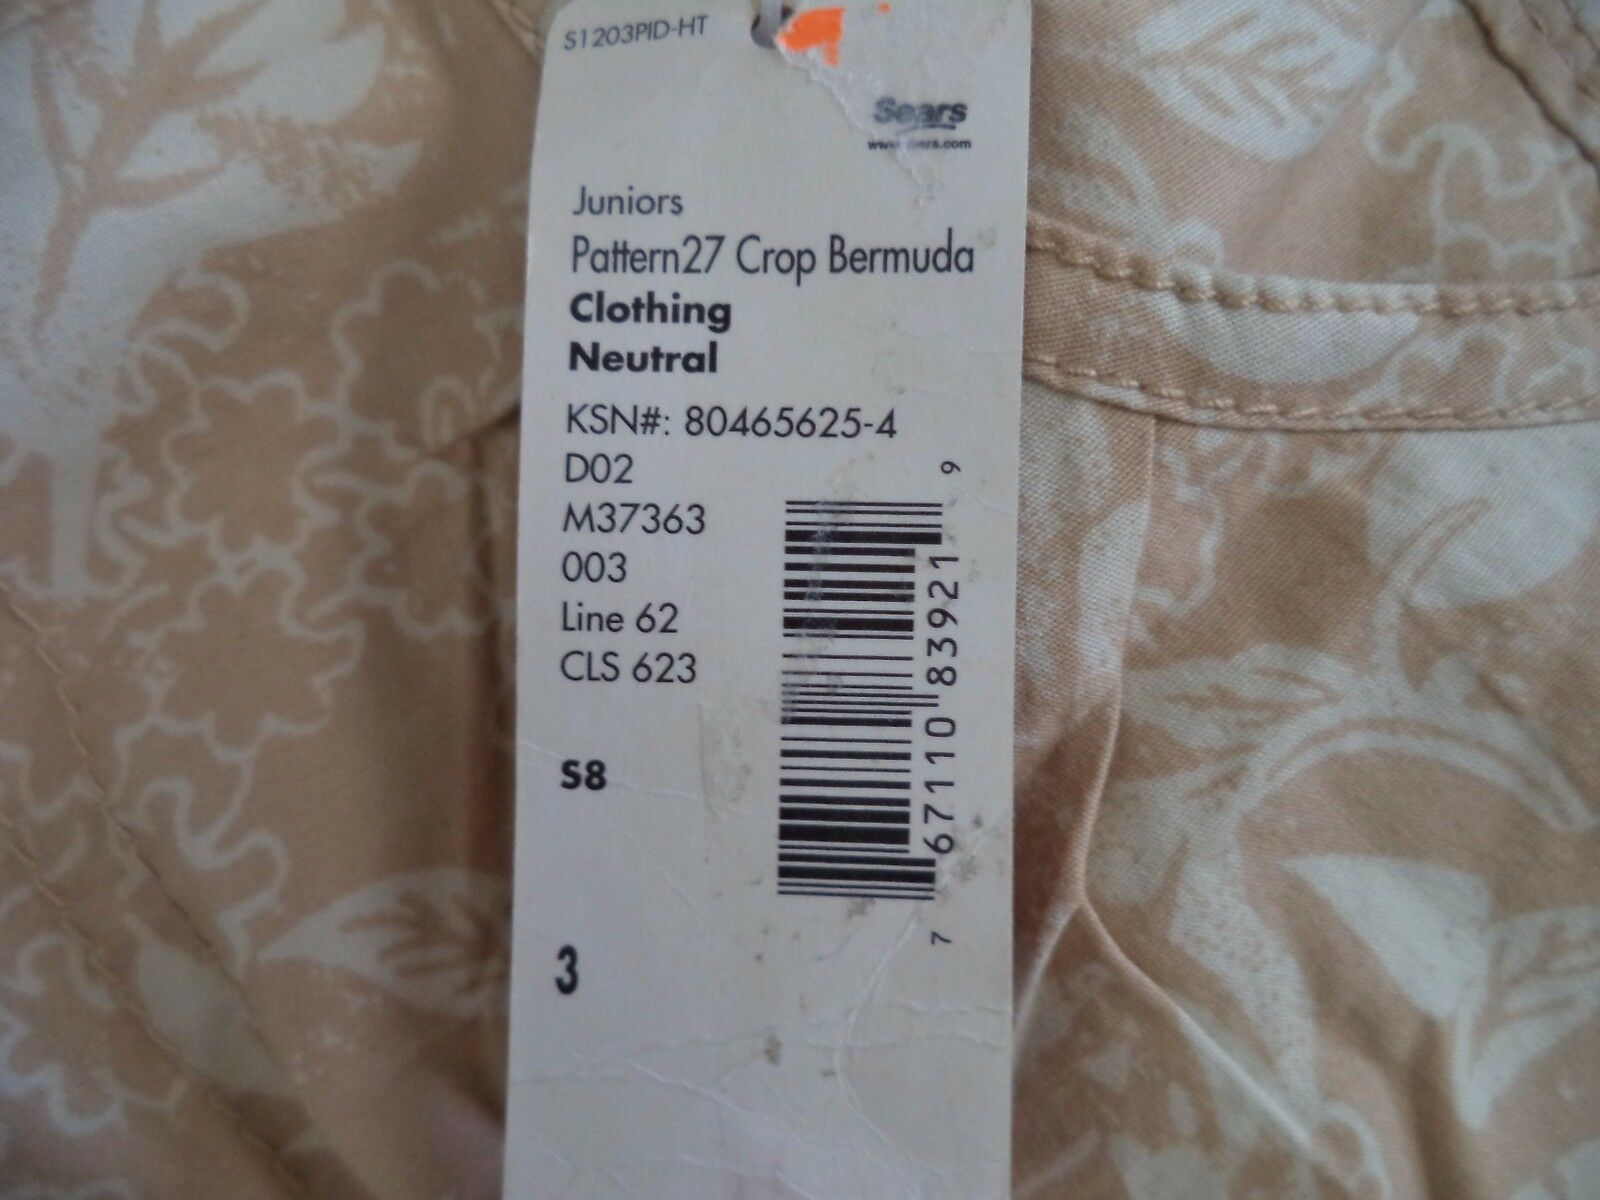 S1203PID-HT
Sears
Juniors
Pattern27 Crop Bermuda
Clothing
Neutral
KSN#: 80465625-4
D02
M37363
003
Line 62
CLS 623
S8
3
7 67110 83921 9